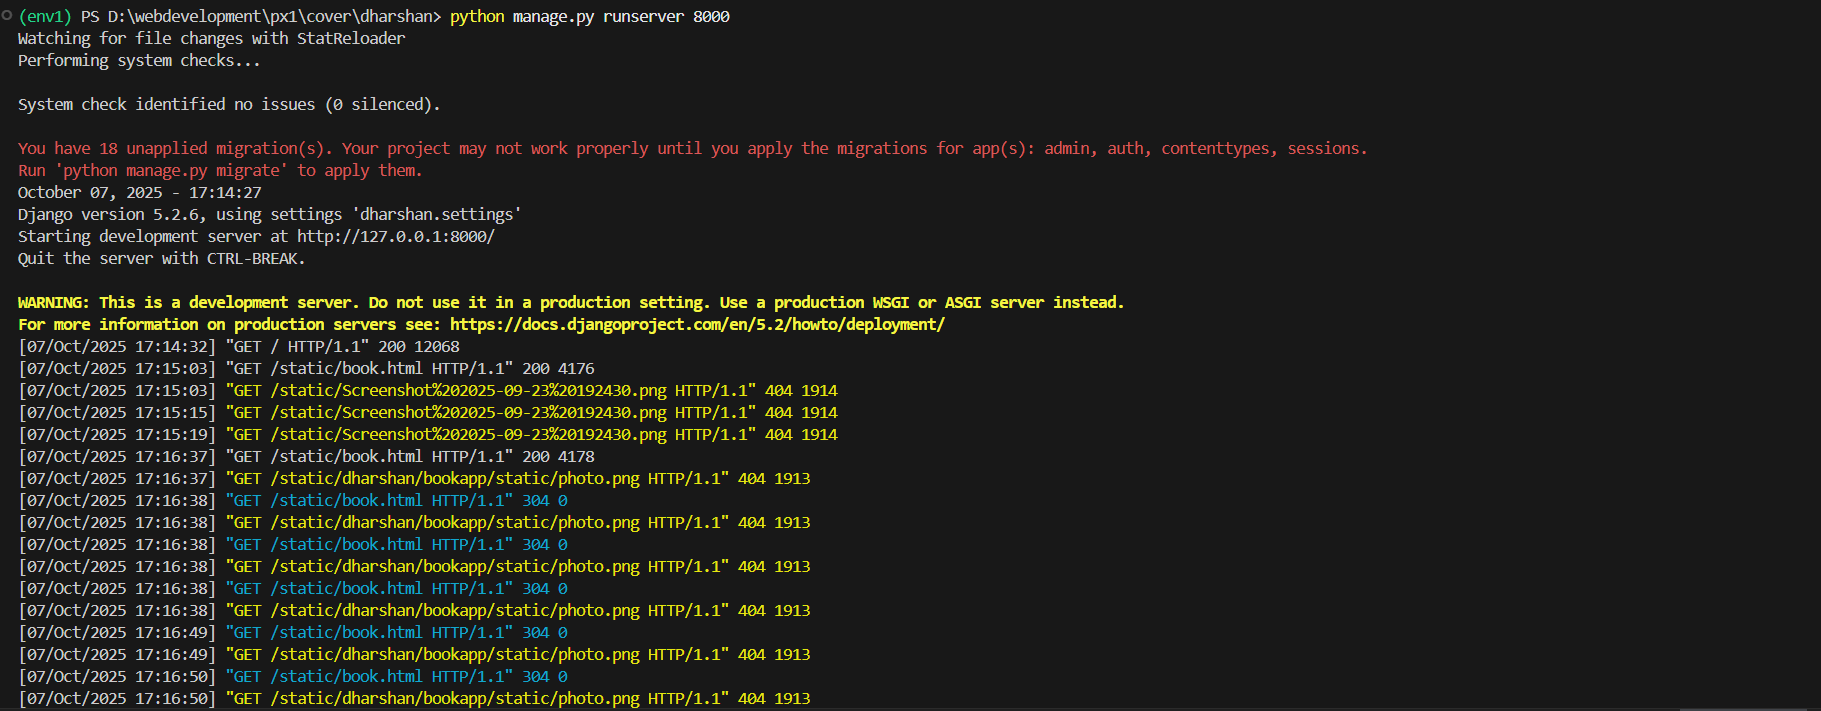 (env1) PS D:\webdevelopment\px1\cover\dharshan> python manage.py runserver 8000
Watching for file changes with StatReloader
Performing system checks...
System check identified no issues (0 silenced).
You have 18 unapplied migration(s). Your project may not work properly until you apply the migrations for app(s): admin, auth, contenttypes, sessions.
Run 'python manage.py migrate' to apply them.
October 07, 2025 - 17:14:27
Django version 5.2.6, using settings 'dharshan.settings'
Starting development server at http://127.0.0.1:8000/
Quit the server with CTRL-BREAK.
WARNING: This is a development server. Do not use it in a production setting. Use a production WSGI or ASGI server instead.
For more information on production servers see: https://docs.djangoproject.com/en/5.2/howto/deployment/
[07/Oct/2025 17:14:32] "GET / HTTP/1.1" 200 12068
[07/Oct/2025 17:15:03] "GET /static/book.html HTTP/1.1" 200 4176
[07/Oct/2025 17:15:03] "GET /static/Screenshot%202025-09-23%20192430.png HTTP/1.1" 404 1914
[07/Oct/2025 17:15:15] "GET /static/Screenshot%202025-09-23%20192430.png HTTP/1.1" 404 1914
[07/Oct/2025 17:15:19] "GET /static/Screenshot%202025-09-23%20192430.png HTTP/1.1" 404 1914
[07/Oct/2025 17:16:37] "GET /static/book.html HTTP/1.1" 200 4178
[07/Oct/2025 17:16:37] "GET /static/dharshan/bookapp/static/photo.png HTTP/1.1" 404 1913
[07/Oct/2025 17:16:38] "GET /static/book.html HTTP/1.1" 304 0
[07/Oct/2025 17:16:38] "GET /static/dharshan/bookapp/static/photo.png HTTP/1.1" 404 1913
[07/Oct/2025 17:16:38] "GET /static/book.html HTTP/1.1" 304 0
[07/Oct/2025 17:16:38] "GET /static/dharshan/bookapp/static/photo.png HTTP/1.1" 404 1913
[07/Oct/2025 17:16:38] "GET /static/book.html HTTP/1.1" 304 0
[07/Oct/2025 17:16:38] "GET /static/dharshan/bookapp/static/photo.png HTTP/1.1" 404 1913
[07/Oct/2025 17:16:49] "GET /static/book.html HTTP/1.1" 304 0
[07/Oct/2025 17:16:49] "GET /static/dharshan/bookapp/static/photo.png HTTP/1.1" 404 1913
[07/Oct/2025 17:16:50] "GET /static/book.html HTTP/1.1" 304 0
[07/Oct/2025 17:16:50] "GET /static/dharshan/bookapp/static/photo.png HTTP/1.1" 404 1913